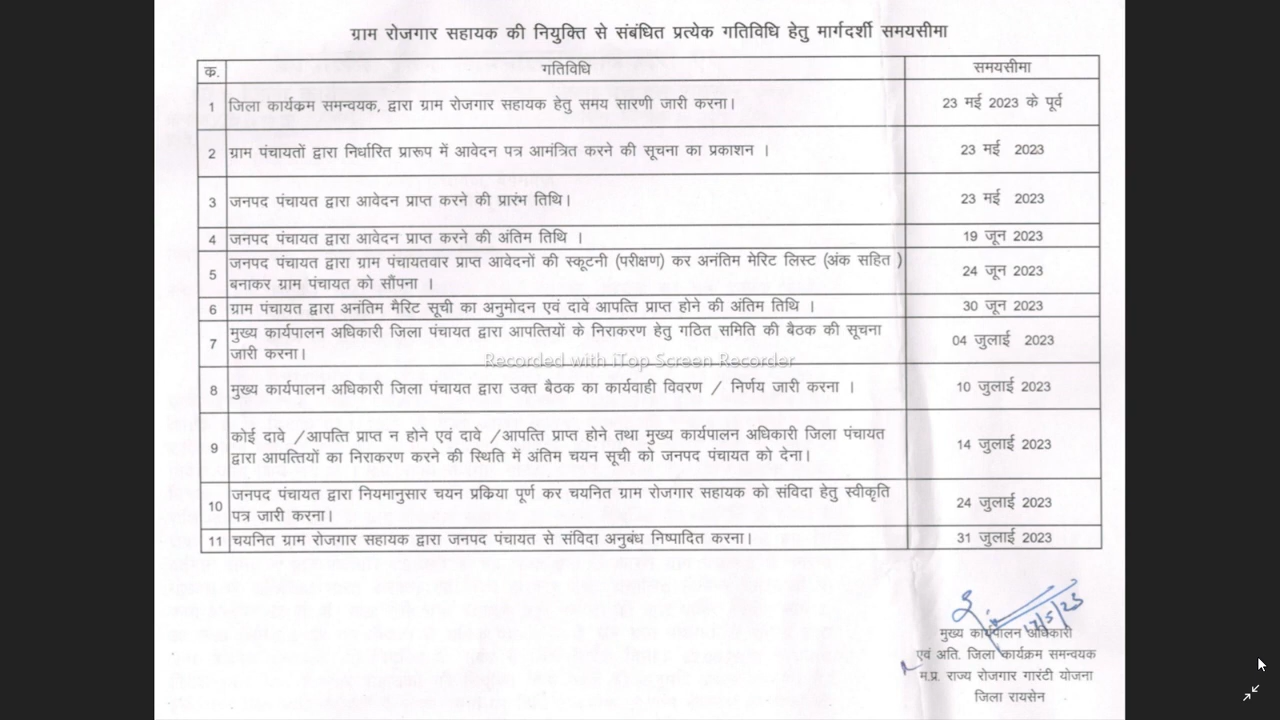 ग्राम रोजगार सहायक की नियुक्ति से संबंधित प्रत्येक गतिविधि हेतु मार्गदर्शी समयसीमा
क. गतिविधि समयसीमा
1 जिला कार्यक्रम समन्वयक, द्वारा ग्राम रोजगार सहायक हेतु समय सारणी जारी करना। 23 मई 2023 के पूर्व
2 ग्राम पंचायतों द्वारा निर्धारित प्रारूप में आवेदन पत्र आमंत्रित करने की सूचना का प्रकाशन । 23 मई 2023
3 जनपद पंचायत द्वारा आवेदन प्राप्त करने की प्रारंभ तिथि। 23 मई 2023
4 जनपद पंचायत द्वारा आवेदन प्राप्त करने की अंतिम तिथि । 19 जून 2023
5 जनपद पंचायत द्वारा ग्राम पंचायतवार प्राप्त आवेदनों की स्कूटनी (परीक्षण) कर अनंतिम मेरिट लिस्ट (अंक सहित )
बनाकर ग्राम पंचायत को सौंपना । 24 जून 2023
6 ग्राम पंचायत द्वारा अनंतिम मैरिट सूची का अनुमोदन एवं दावे आपत्ति प्राप्त होने की अंतिम तिथि । 30 जून 2023
7 मुख्य कार्यपालन अधिकारी जिला पंचायत द्वारा आपत्तियों के निराकरण हेतु गठित समिति की बैठक की सूचना
जारी करना। 04 जुलाई 2023
Recorded with iTop Screen Recorder
8 मुख्य कार्यपालन अधिकारी जिला पंचायत द्वारा उक्त बैठक का कार्यवाही विवरण / निर्णय जारी करना । 10 जुलाई 2023
9 कोई दावे /आपत्ति प्राप्त न होने एवं दावे /आपत्ति प्राप्त होने तथा मुख्य कार्यपालन अधिकारी जिला पंचायत
द्वारा आपत्तियों का निराकरण करने की स्थिति में अंतिम चयन सूची को जनपद पंचायत को देना। 14 जुलाई 2023
10 जनपद पंचायत द्वारा नियमानुसार चयन प्रकिया पूर्ण कर चयनित ग्राम रोजगार सहायक को संविदा हेतु स्वीकृति
पत्र जारी करना। 24 जुलाई 2023
11 चयनित ग्राम रोजगार सहायक द्वारा जनपद पंचायत से संविदा अनुबंध निष्पादित करना। 31 जुलाई 2023
17/5/23
मुख्य कार्यपालन अधिकारी
एवं अति. जिला कार्यक्रम समन्वयक
म.प्र. राज्य रोजगार गारंटी योजना
जिला रायसेन